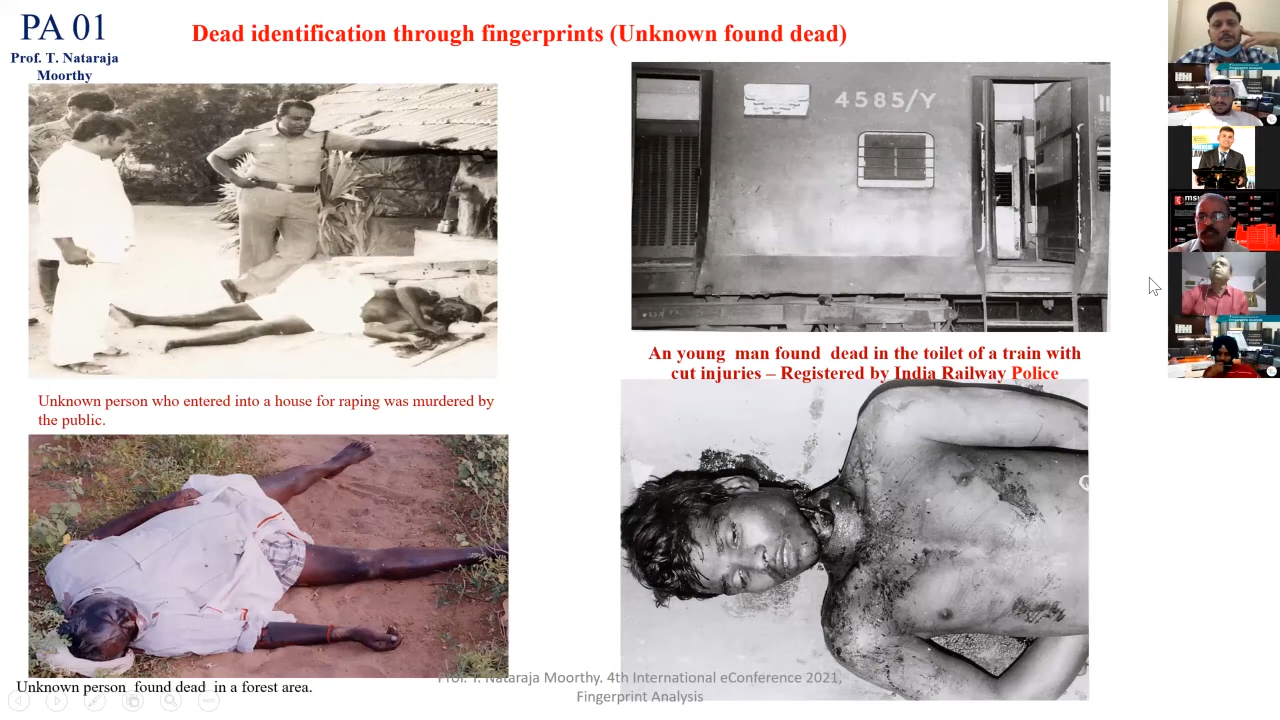 PA 01
Prof. T. Nataraja
Moorthy
Dead identification through fingerprints (Unknown found dead)
4585/Y
An young man found dead in the toilet of a train with
cut injuries – Registered by India Railway Police
Unknown person who entered into a house for raping was murdered by
the public.
Unknown person found dead in a forest area.
Prof. T. Nataraja Moorthy. 4th International eConference 2021,
Fingerprint Analysis